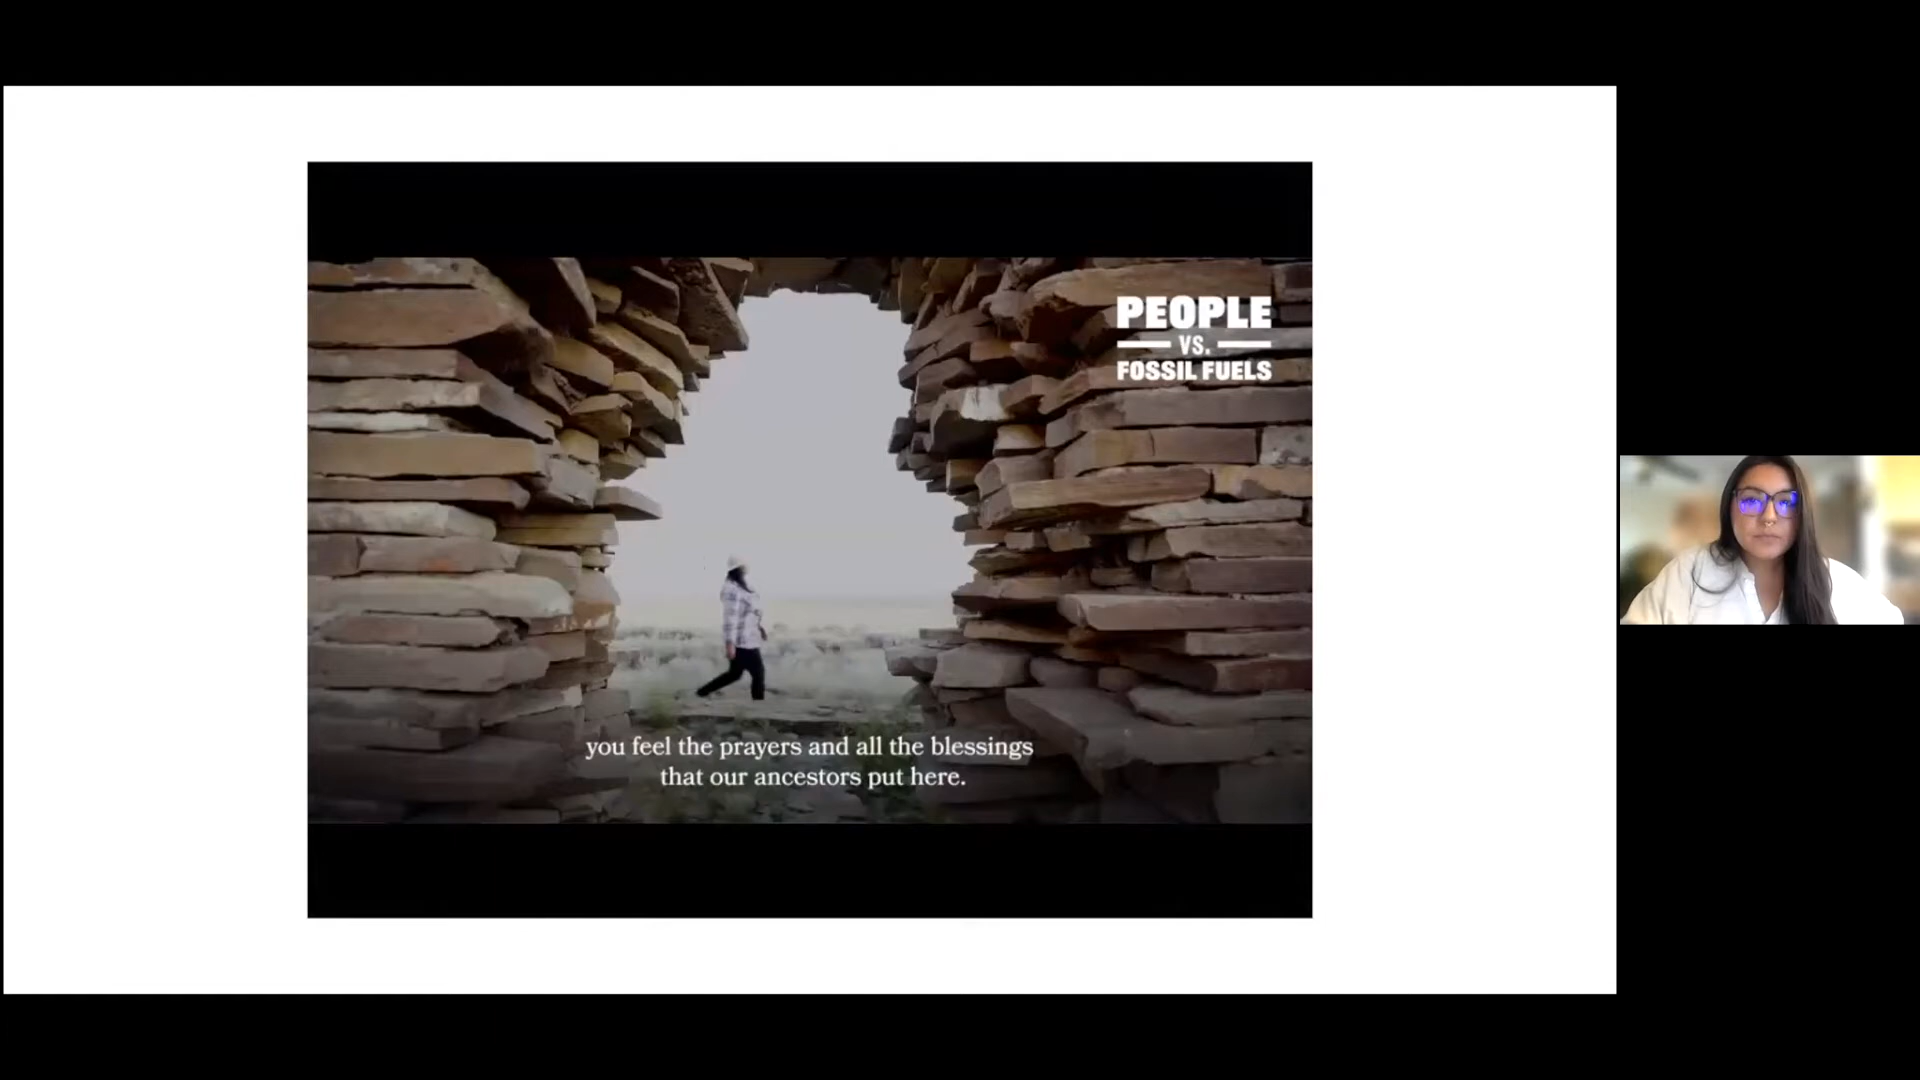 PEOPLE
VS.
FOSSIL FUELS
you feel the prayers and all the blessings
that our ancestors put here.